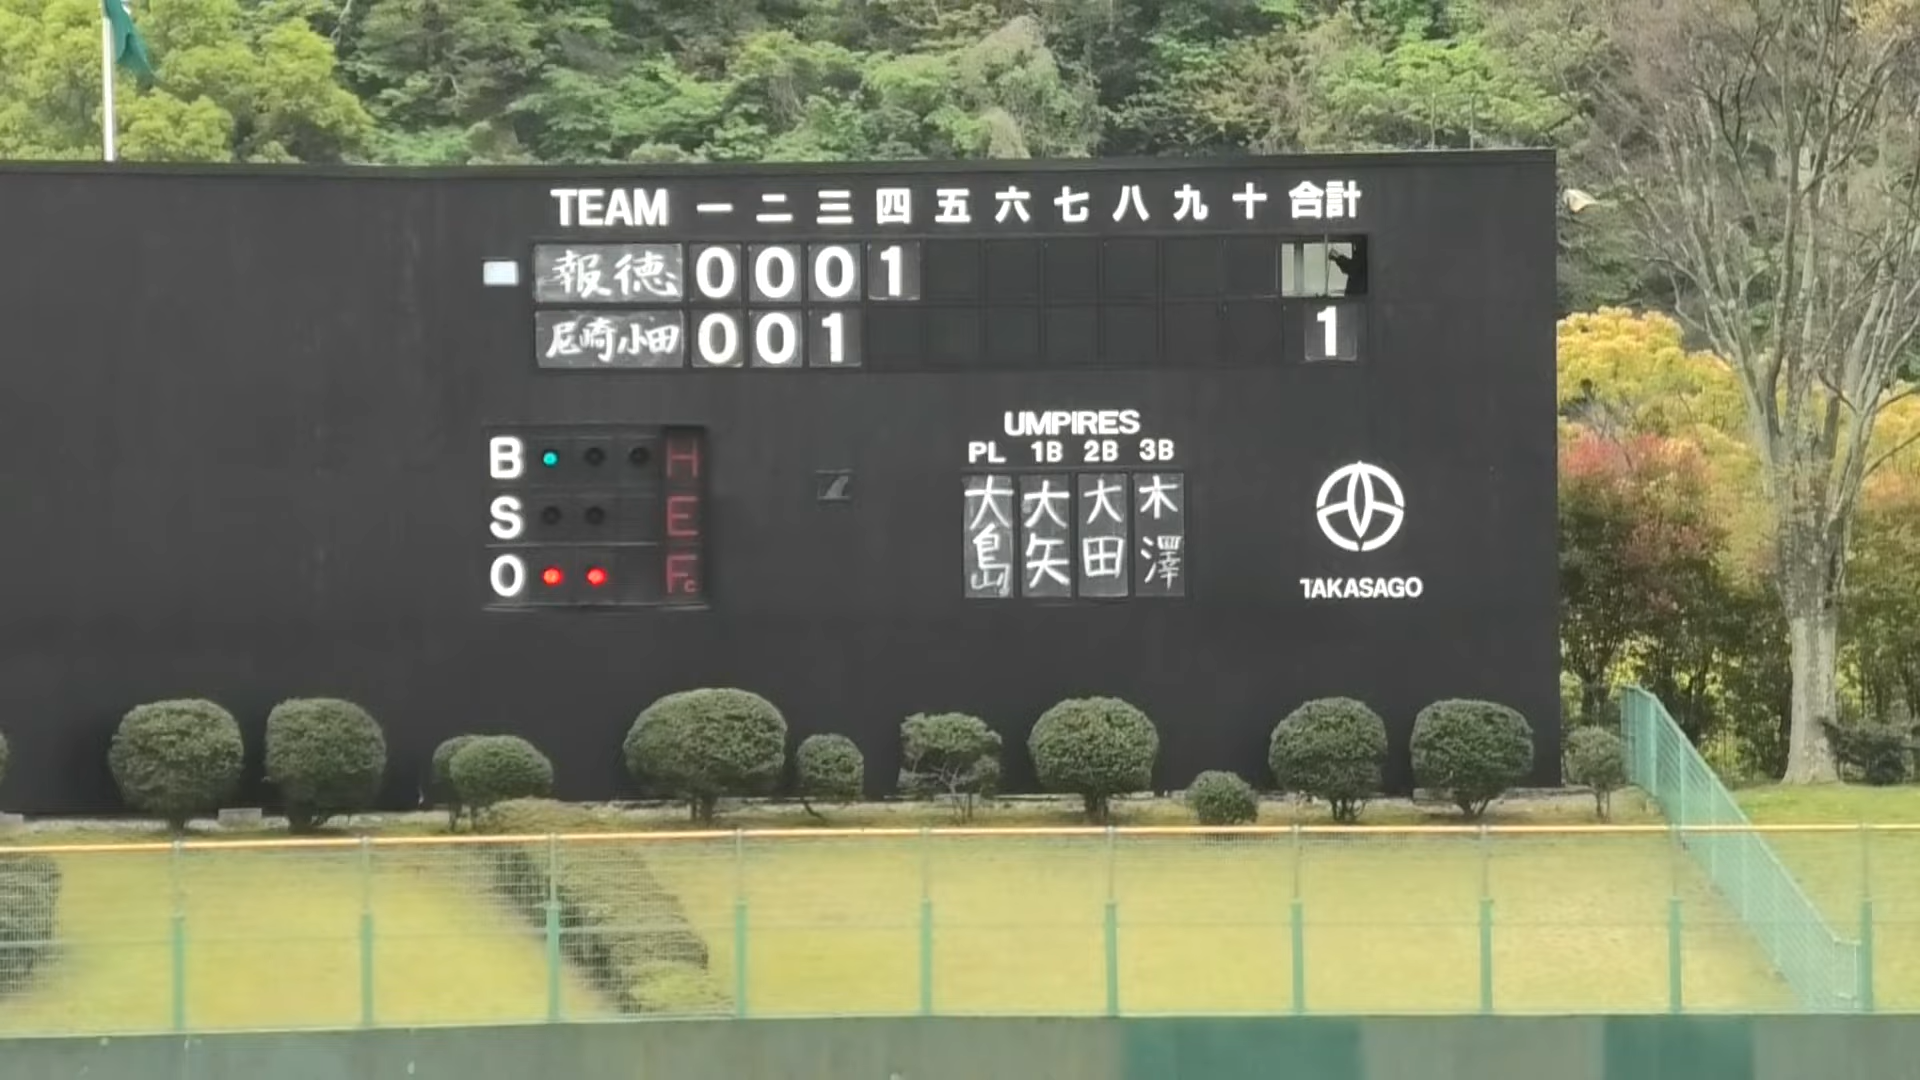 TEAM 一 二 三 四 五 六 七 八 九 十 合計
報徳 0 0 0 1
尼崎小田 0 0 1 1
B H
S E
O Fc
UMPIRES
PL 1B 2B 3B
大島 大矢 大田 木澤
TAKASAGO